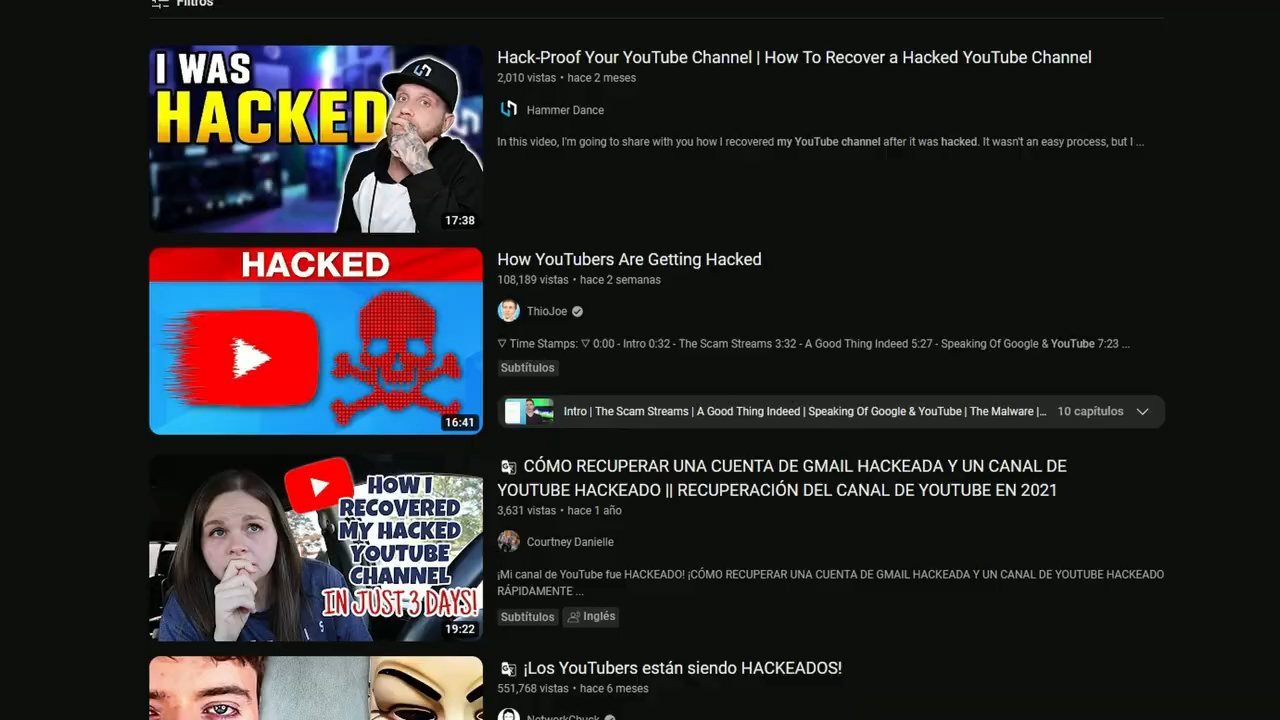 Filtros
I WAS
HACKED
17:38
Hack-Proof Your YouTube Channel | How To Recover a Hacked YouTube Channel
2,010 vistas • hace 2 meses
Hammer Dance
In this video, I'm going to share with you how I recovered my YouTube channel after it was hacked. It wasn't an easy process, but I ...
HACKED
16:41
How YouTubers Are Getting Hacked
108,189 vistas • hace 2 semanas
ThioJoe
▽ Time Stamps: ▽ 0:00 - Intro 0:32 - The Scam Streams 3:32 - A Good Thing Indeed 5:27 - Speaking Of Google & YouTube 7:23 ...
Subtítulos
Intro | The Scam Streams | A Good Thing Indeed | Speaking Of Google & YouTube | The Malware |... 10 capítulos
HOW I
RECOVERED
MY HACKED
YOUTUBE
CHANNEL
IN JUST 3 DAYS!
19:22
CÓMO RECUPERAR UNA CUENTA DE GMAIL HACKEADA Y UN CANAL DE
YOUTUBE HACKEADO || RECUPERACIÓN DEL CANAL DE YOUTUBE EN 2021
3,631 vistas • hace 1 año
Courtney Danielle
¡Mi canal de YouTube fue HACKEADO! ¡CÓMO RECUPERAR UNA CUENTA DE GMAIL HACKEADA Y UN CANAL DE YOUTUBE HACKEADO
RÁPIDAMENTE ...
Subtítulos Inglés
¡Los YouTubers están siendo HACKEADOS!
551,768 vistas • hace 6 meses
NetworkChuck